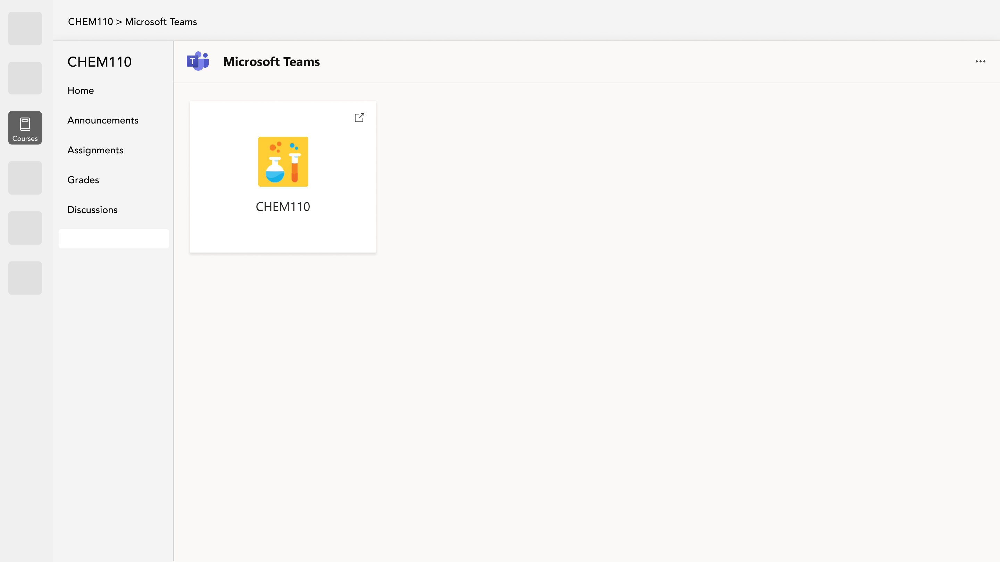 CHEM110 > Microsoft Teams
CHEM110
T
Microsoft Teams
Home
Announcements
Courses
Assignments
Grades
Discussions
CHEM110